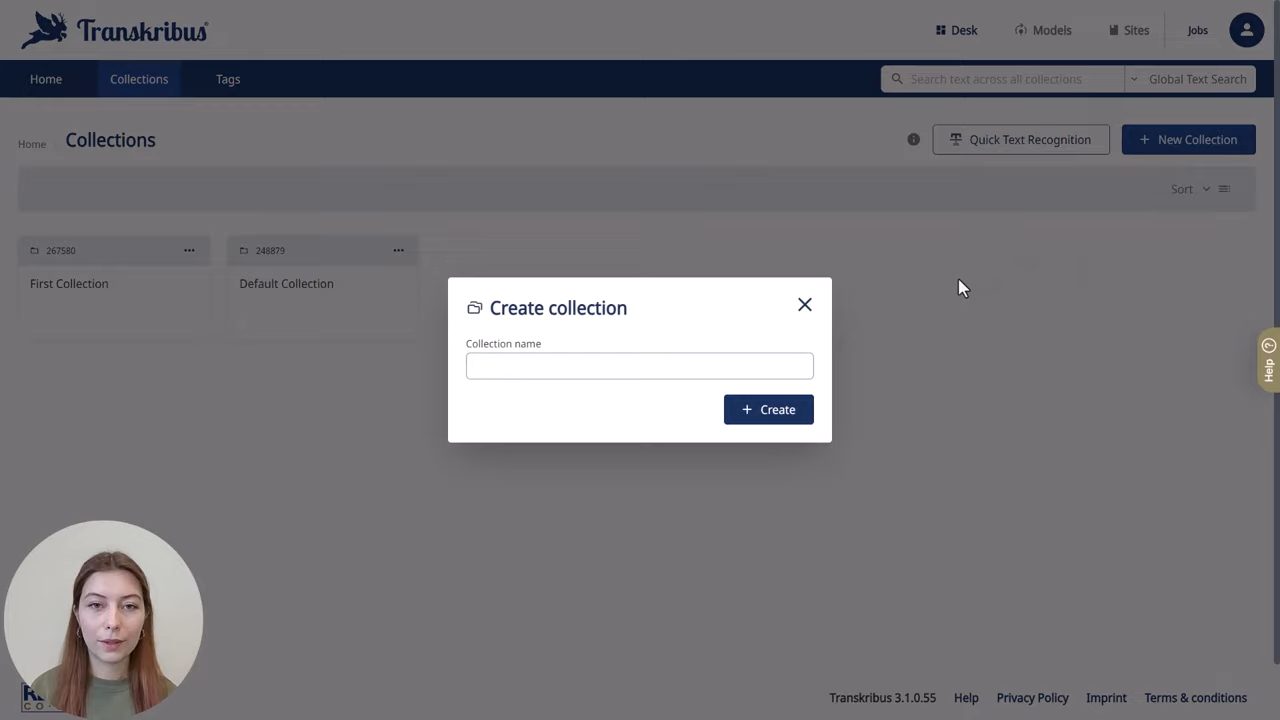 Transkribus®
Desk
Models
Sites
Jobs
Home
Collections
Tags
Search text across all collections
Global Text Search
Home
Collections
Quick Text Recognition
+ New Collection
Sort
267580
First Collection
248879
Default Collection
Create collection
Collection name
+ Create
Help
Transkribus 3.1.0.55
Help
Privacy Policy
Imprint
Terms & conditions